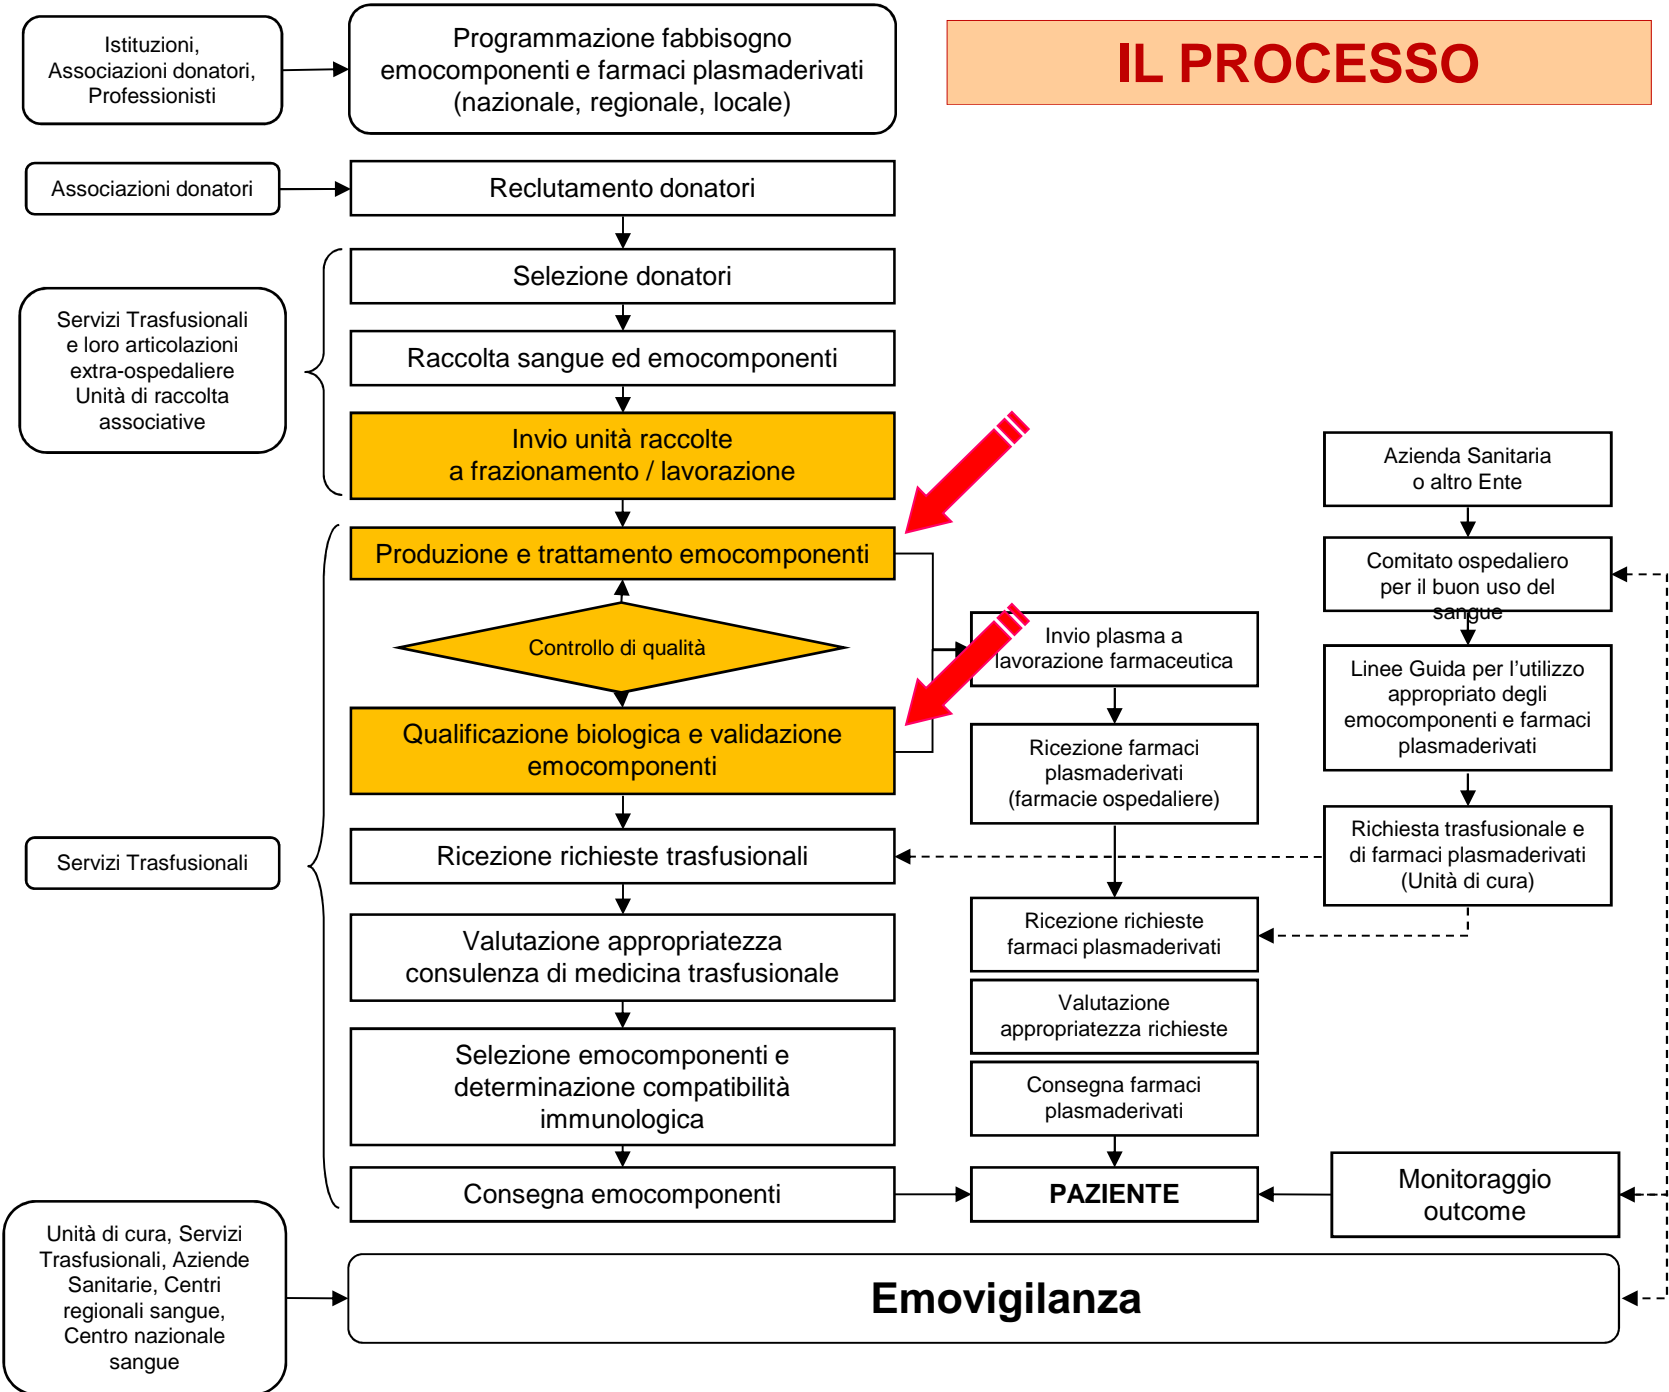 IL PROCESSO
Istituzioni,
Associazioni donatori,
Professionisti
Programmazione fabbisogno
emocomponenti e farmaci plasmaderivati
(nazionale, regionale, locale)
Associazioni donatori
Reclutamento donatori
Servizi Trasfusionali
e loro articolazioni
extra-ospedaliere
Unità di raccolta
associative
Selezione donatori
Raccolta sangue ed emocomponenti
Invio unità raccolte
a frazionamento / lavorazione
Servizi Trasfusionali
Produzione e trattamento emocomponenti
Controllo di qualità
Qualificazione biologica e validazione
emocomponenti
Ricezione richieste trasfusionali
Valutazione appropriatezza
consulenza di medicina trasfusionale
Selezione emocomponenti e
determinazione compatibilità
immunologica
Consegna emocomponenti
Invio plasma a
lavorazione farmaceutica
Ricezione farmaci
plasmaderivati
(farmacie ospedaliere)
Ricezione richieste
farmaci plasmaderivati
Valutazione
appropriatezza richieste
Consegna farmaci
plasmaderivati
PAZIENTE
Azienda Sanitaria
o altro Ente
Comitato ospedaliero
per il buon uso del
sangue
Linee Guida per l’utilizzo
appropriato degli
emocomponenti e farmaci
plasmaderivati
Richiesta trasfusionale e
di farmaci plasmaderivati
(Unità di cura)
Monitoraggio
outcome
Unità di cura, Servizi
Trasfusionali, Aziende
Sanitarie, Centri
regionali sangue,
Centro nazionale
sangue
Emovigilanza